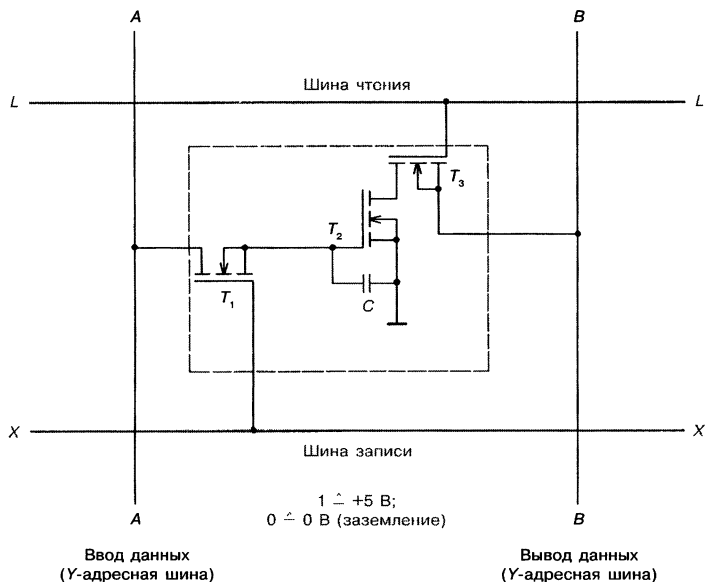 A
B
Шина чтения
L
L
T3
T2
T1
C
X
X
Шина записи
1 ≙ +5 В;
0 ≙ 0 В (заземление)
A
B
Ввод данных
(Y-адресная шина)
Вывод данных
(Y-адресная шина)